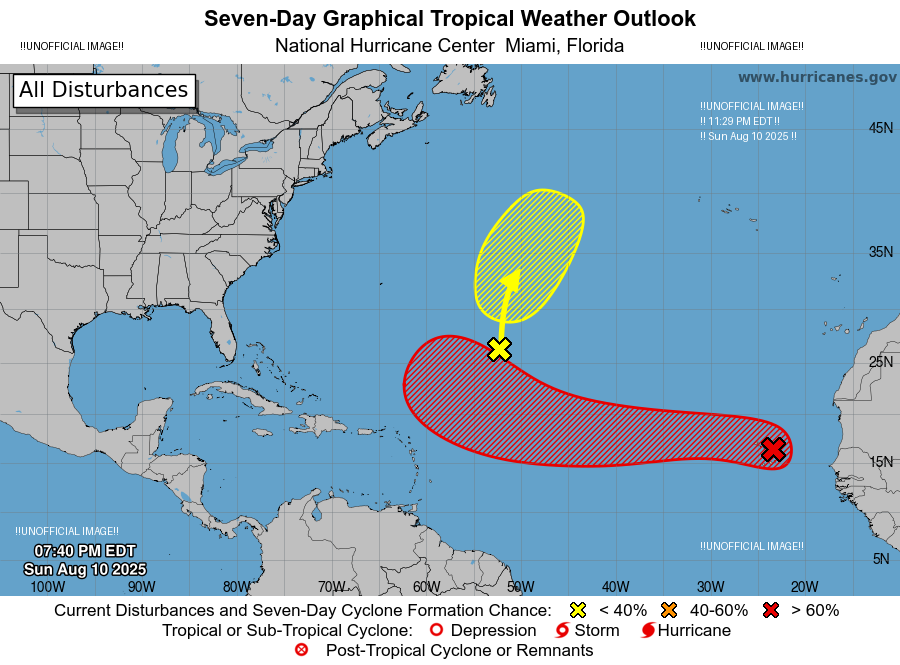 Seven-Day Graphical Tropical Weather Outlook
!!UNOFFICIAL IMAGE!!
National Hurricane Center  Miami, Florida
!!UNOFFICIAL IMAGE!!
All Disturbances
www.hurricanes.gov
!!UNOFFICIAL IMAGE!!
!! 11:29 PM EDT !!
!! Sun Aug 10 2025 !!
45N
35N
25N
15N
!!UNOFFICIAL IMAGE!!
!!UNOFFICIAL IMAGE!!
07:40 PM EDT
Sun Aug 10 2025
5N
100W 90W 80W 70W 60W 50W 40W 30W 20W
Current Disturbances and Seven-Day Cyclone Formation Chance: < 40% 40-60% > 60%
Tropical or Sub-Tropical Cyclone: Depression Storm Hurricane
Post-Tropical Cyclone or Remnants